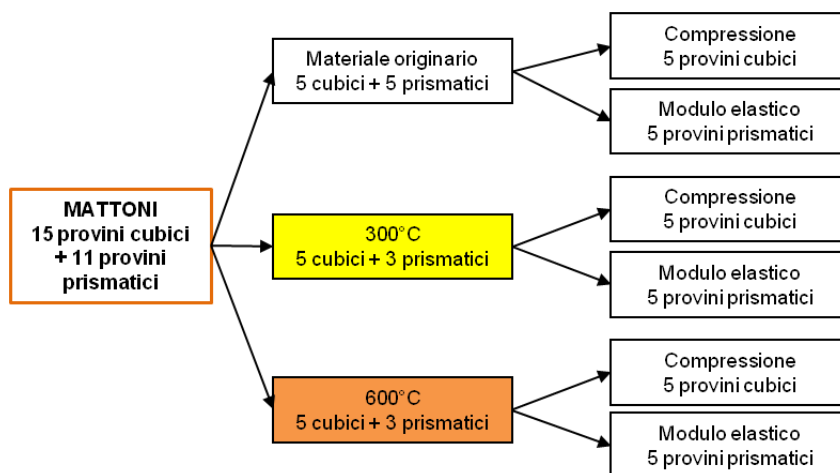 MATTONI
15 provini cubici
+ 11 provini
prismatici
Materiale originario
5 cubici + 5 prismatici
Compressione
5 provini cubici
Modulo elastico
5 provini prismatici
300°C
5 cubici + 3 prismatici
Compressione
5 provini cubici
Modulo elastico
5 provini prismatici
600°C
5 cubici + 3 prismatici
Compressione
5 provini cubici
Modulo elastico
5 provini prismatici